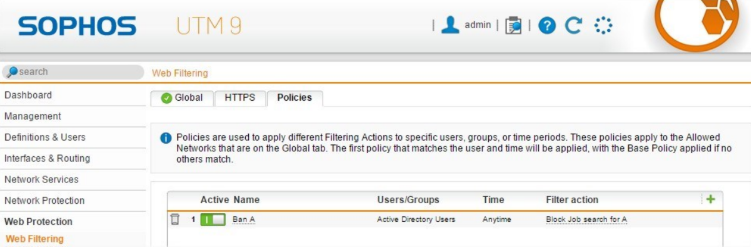 SOPHOS UTM 9 admin
search
Web Filtering
Dashboard
Global HTTPS Policies
Management
Definitions & Users
Policies are used to apply different Filtering Actions to specific users, groups, or time periods. These policies apply to the Allowed
Interfaces & Routing
Networks that are on the Global tab. The first policy that matches the user and time will be applied, with the Base Policy applied if no
others match.
Network Services
Network Protection
Active Name Users/Groups Time Filter action
Web Protection
1 Ban A Active Directory Users Anytime Block Job search for A
Web Filtering